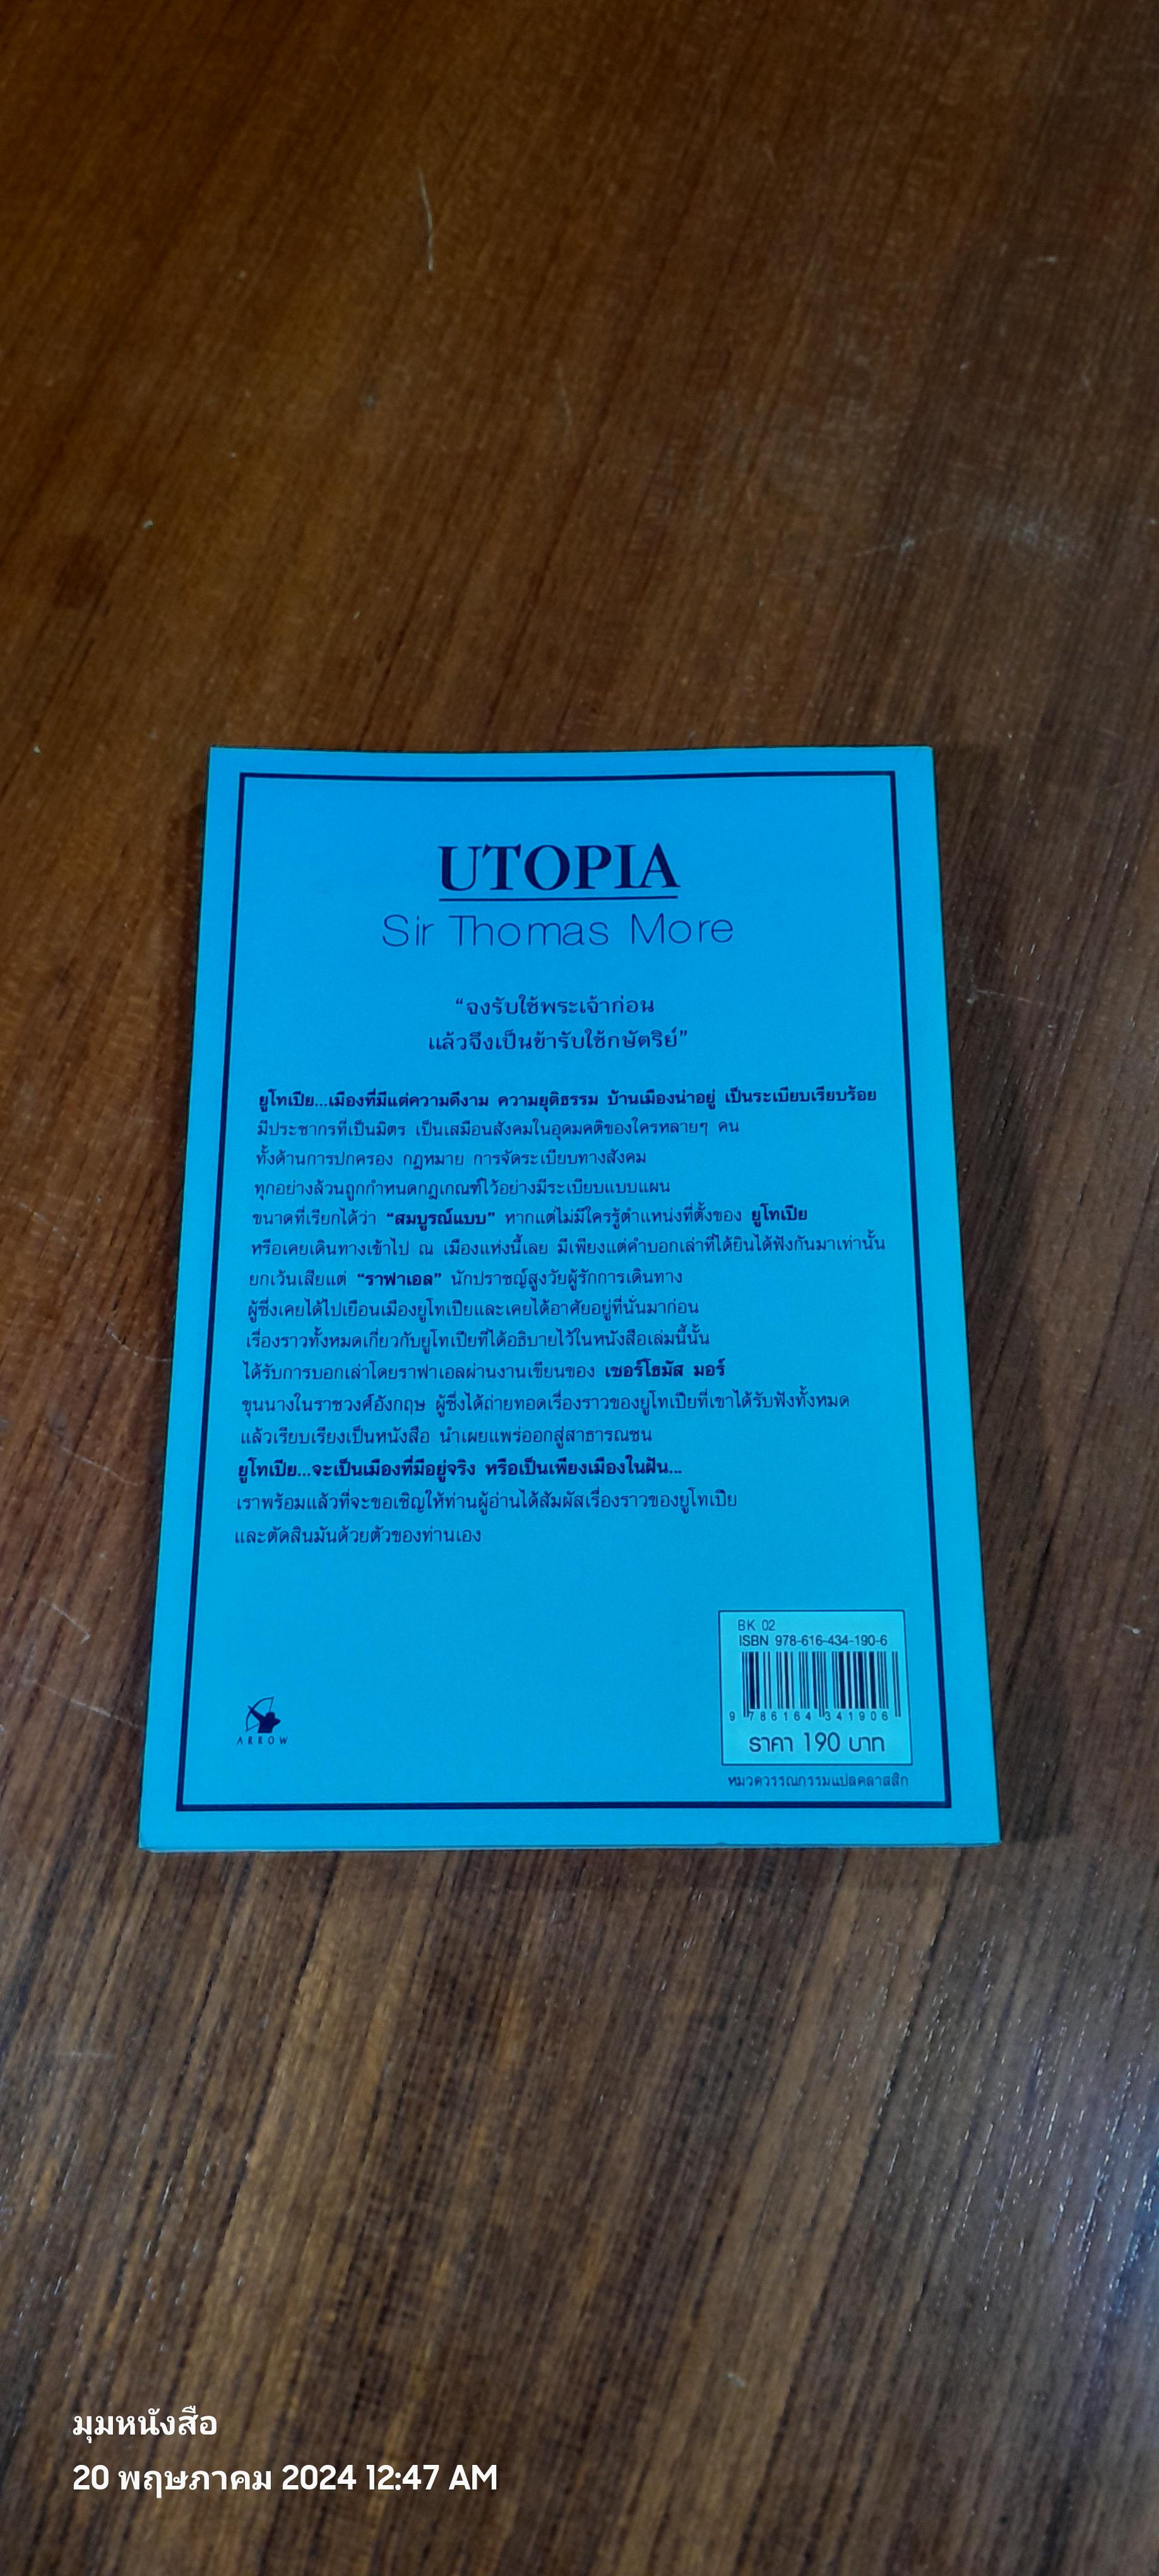 UTOPIA
Sir Thomas More
“จงรับใช้พระเจ้าก่อน
แล้วจึงเป็นข้ารับใช้กษัตริย์”
ยูโทเปีย...เมืองที่มีแต่ความดีงาม ความยุติธรรม บ้านเมืองน่าอยู่ เป็นระเบียบเรียบร้อย
มีประชากรที่เป็นมิตร เป็นเสมือนสังคมในอุดมคติของใครหลายๆ คน
ทั้งด้านการปกครอง กฎหมาย การจัดระเบียบทางสังคม
ทุกอย่างล้วนถูกกำหนดกฎเกณฑ์ไว้อย่างมีระเบียบแบบแผน
ขนาดที่เรียกได้ว่า “สมบูรณ์แบบ” หากแต่ไม่มีใครรู้ตำแหน่งที่ตั้งของ ยูโทเปีย
หรือเคยเดินทางเข้าไป ณ เมืองแห่งนี้เลย มีเพียงแต่คำบอกเล่าที่ได้ยินได้ฟังกันมาเท่านั้น
ยกเว้นเสียแต่ “ราฟาเอล” นักปราชญ์สูงวัยผู้รักการเดินทาง
ผู้ซึ่งเคยได้ไปเยือนเมืองยูโทเปียและเคยได้อาศัยอยู่ที่นั่นมาก่อน
เรื่องราวทั้งหมดเกี่ยวกับยูโทเปียที่ได้อธิบายไว้ในหนังสือเล่มนี้นั้น
ได้รับการบอกเล่าโดยราฟาเอลผ่านงานเขียนของ เซอร์โธมัส มอร์
ขุนนางในราชวงศ์อังกฤษ ผู้ซึ่งได้ถ่ายทอดเรื่องราวของยูโทเปียที่เขาได้รับฟังทั้งหมด
แล้วเรียบเรียงเป็นหนังสือ นำเผยแพร่ออกสู่สาธารณชน
ยูโทเปีย...จะเป็นเมืองที่มีอยู่จริง หรือเป็นเพียงเมืองในฝัน...
เราพร้อมแล้วที่จะขอเชิญให้ท่านผู้อ่านได้สัมผัสเรื่องราวของยูโทเปีย
และตัดสินมันด้วยตัวของท่านเอง
BK 02
ISBN 978-616-434-190-6
9 786164 341906
ราคา 190 บาท
หมวดวรรณกรรมแปลคลาสสิก
ARROW
มุมหนังสือ
20 พฤษภาคม 2024 12:47 AM